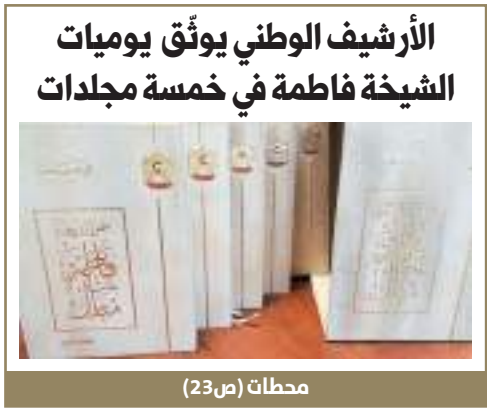 الأرشيف الوطني يوثّق يوميات
الشيخة فاطمة في خمسة مجلدات
محطات (ص23)